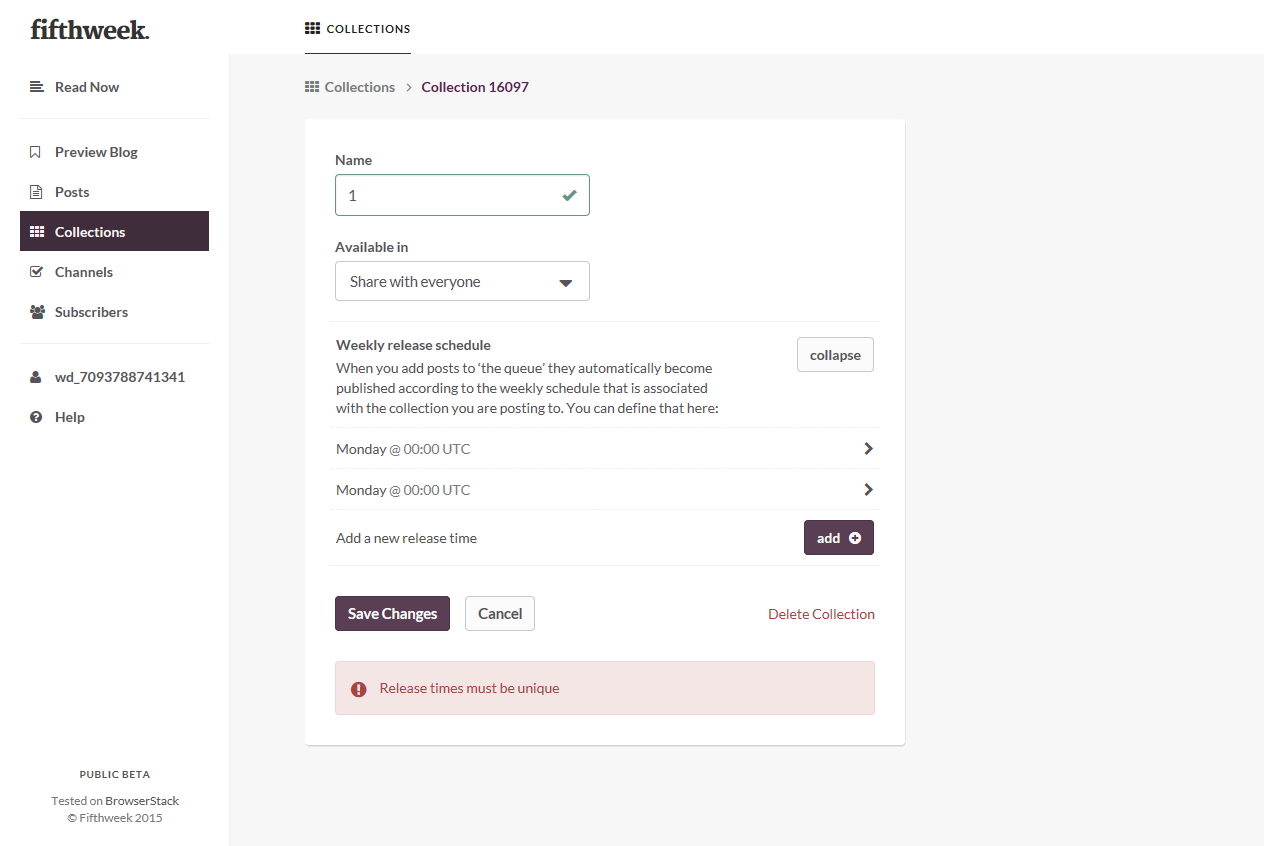 fifthweek.
COLLECTIONS
Read Now
Preview Blog
Posts
Collections
Channels
Subscribers
wd_7093788741341
Help
PUBLIC BETA
Tested on BrowserStack
© Fifthweek 2015
Collections > Collection 16097
Name
1
Available in
Share with everyone
Weekly release schedule
collapse
When you add posts to ‘the queue’ they automatically become
published according to the weekly schedule that is associated
with the collection you are posting to. You can define that here:
Monday @ 00:00 UTC
Monday @ 00:00 UTC
Add a new release time
add
Save Changes
Cancel
Delete Collection
Release times must be unique